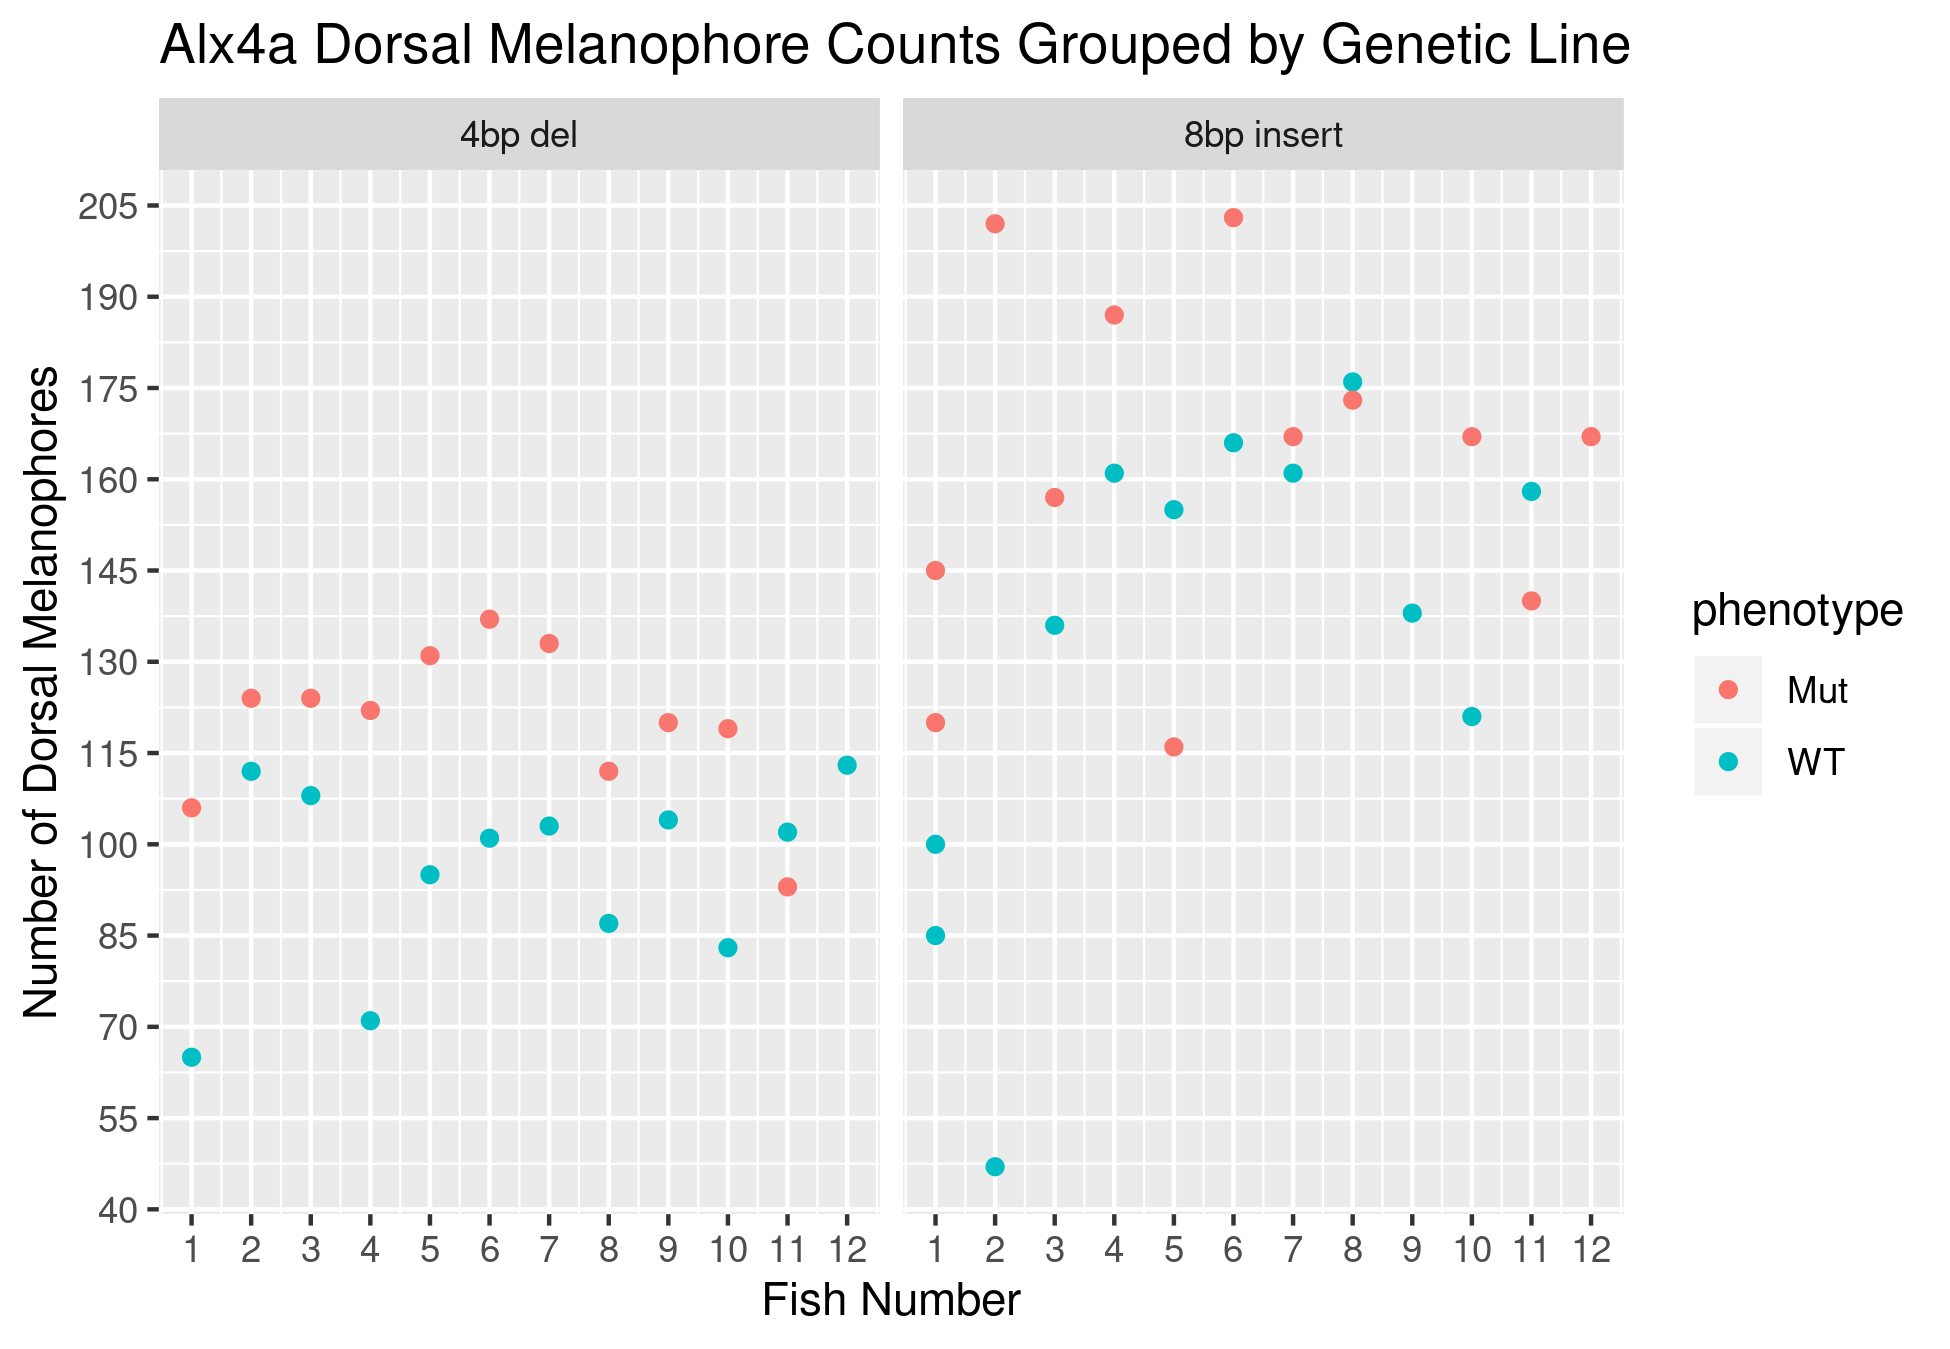 Alx4a Dorsal Melanophore Counts Grouped by Genetic Line
4bp del
8bp insert
205
190
175
160
145
130
115
100
85
70
55
40
Number of Dorsal Melanophores
1 2 3 4 5 6 7 8 9 10 11 12
1 2 3 4 5 6 7 8 9 10 11 12
Fish Number
phenotype
Mut
WT